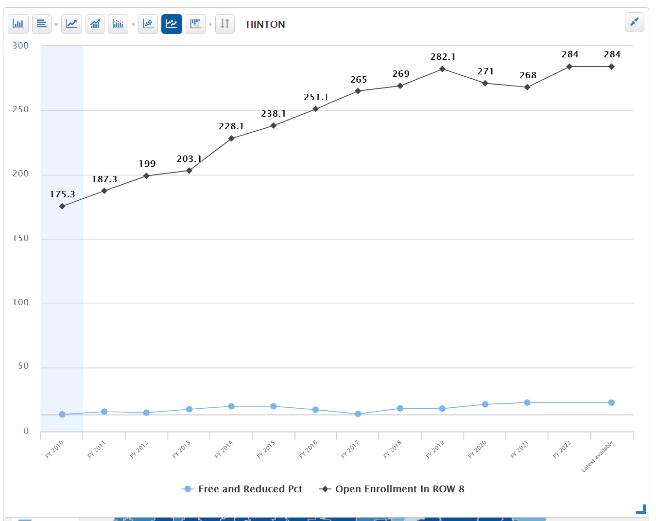 HINTON
300
250
200
150
100
50
0
175.3
187.3
199
203.1
228.1
238.1
251.1
265
269
282.1
271
268
284
284
FY 2010
FY 2011
FY 2012
FY 2013
FY 2014
FY 2015
FY 2016
FY 2017
FY 2018
FY 2019
FY 2020
FY 2021
FY 2022
Latest available
Free and Reduced Pct
Open Enrollment In ROW 8